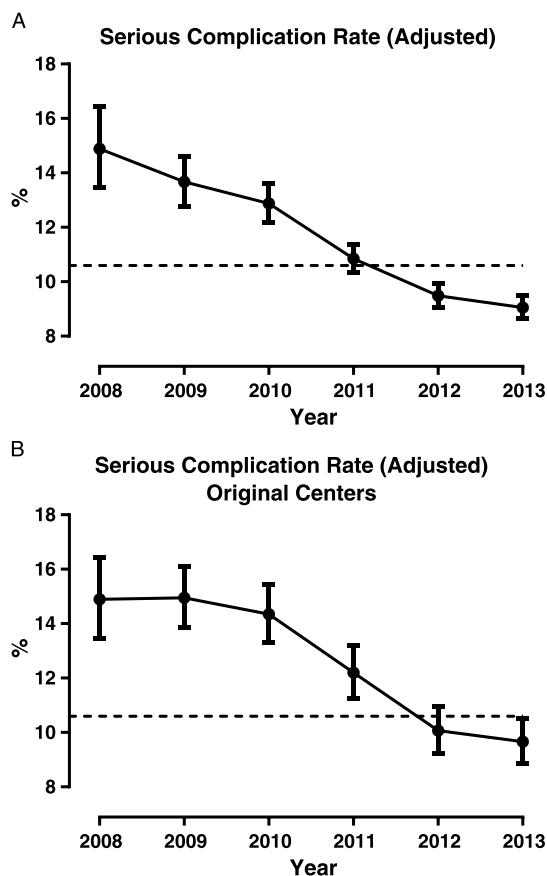 A
Serious Complication Rate (Adjusted)
18
16
14
12
10
8
%
2008 2009 2010 2011 2012 2013
Year
B
Serious Complication Rate (Adjusted)
Original Centers
18
16
14
12
10
8
%
2008 2009 2010 2011 2012 2013
Year